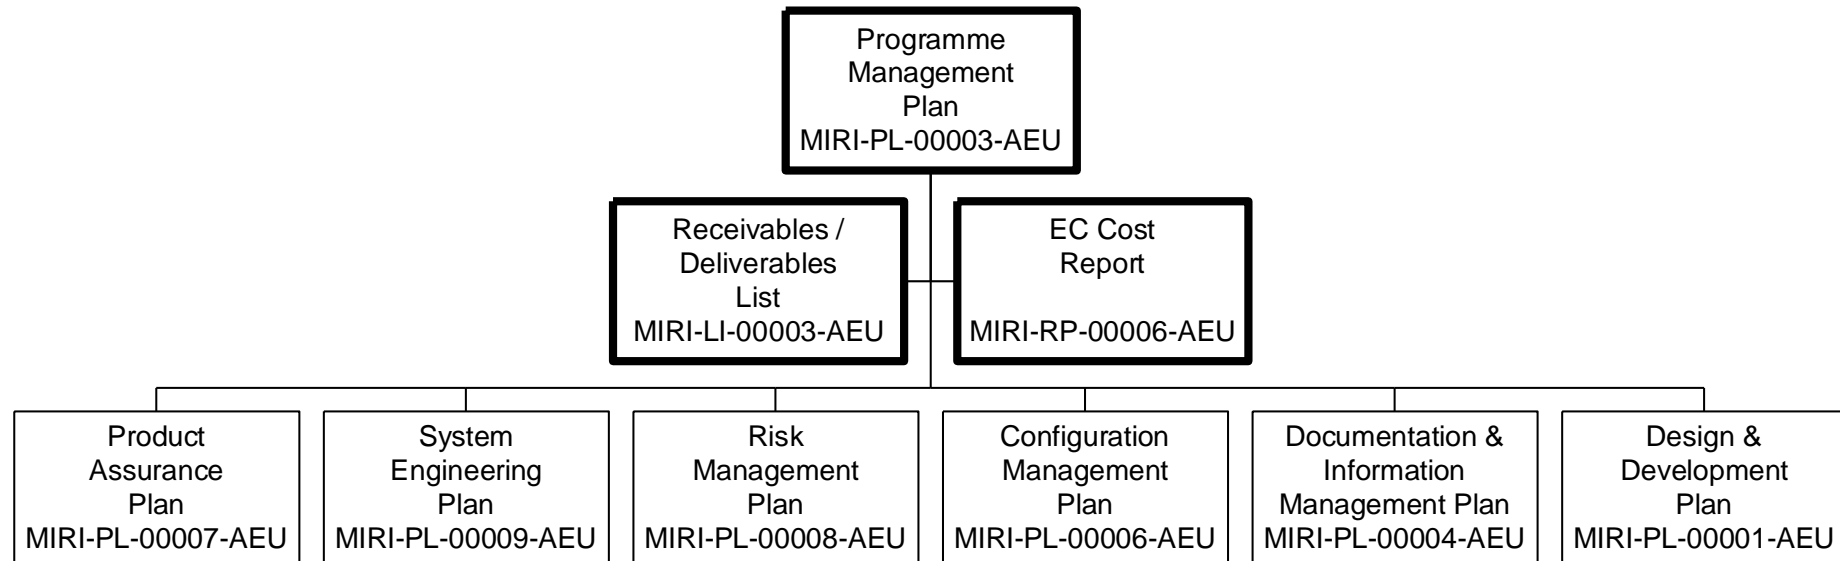 Programme
Management
Plan
MIRI-PL-00003-AEU
Receivables /
Deliverables
List
MIRI-LI-00003-AEU
EC Cost
Report
MIRI-RP-00006-AEU
Product
Assurance
Plan
MIRI-PL-00007-AEU
System
Engineering
Plan
MIRI-PL-00009-AEU
Risk
Management
Plan
MIRI-PL-00008-AEU
Configuration
Management
Plan
MIRI-PL-00006-AEU
Documentation &
Information
Management Plan
MIRI-PL-00004-AEU
Design &
Development
Plan
MIRI-PL-00001-AEU